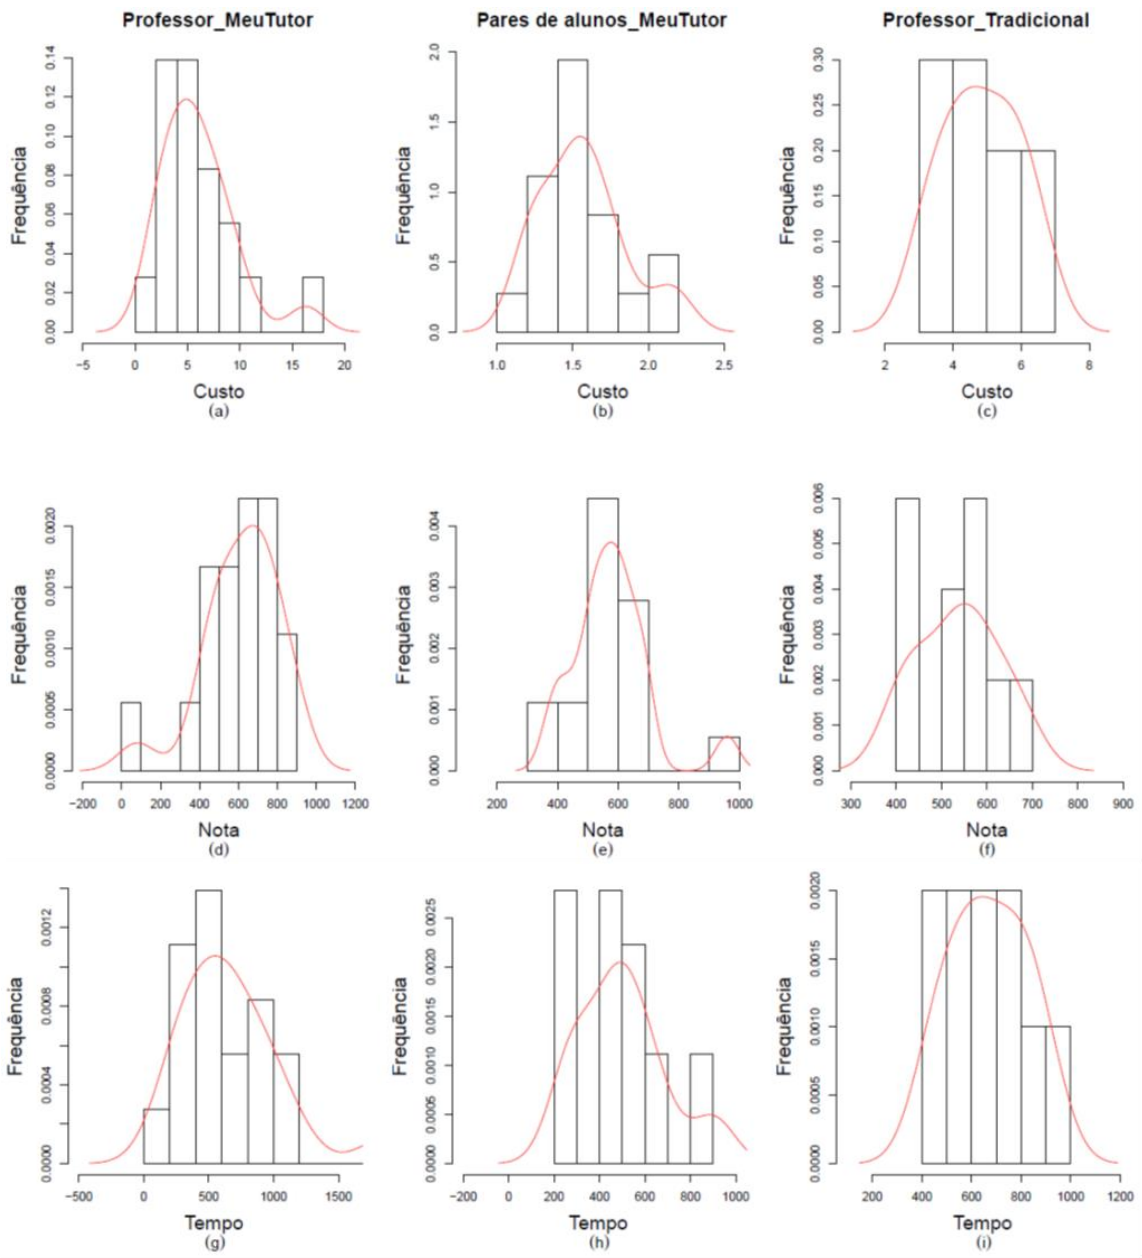 Professor_MeuTutor
Pares de alunos_MeuTutor
Professor_Tradicional
Frequência
0.00 0.02 0.04 0.06 0.08 0.10 0.12 0.14
−5 0 5 10 15 20
Custo
(a)
Frequência
0.0 0.5 1.0 1.5 2.0
1.0 1.5 2.0 2.5
Custo
(b)
Frequência
0.00 0.05 0.10 0.15 0.20 0.25 0.30
2 4 6 8
Custo
(c)
Frequência
0.0000 0.0005 0.0010 0.0015 0.0020
−200 0 200 400 600 800 1000 1200
Nota
(d)
Frequência
0.000 0.001 0.002 0.003 0.004
200 400 600 800 1000
Nota
(e)
Frequência
0.000 0.001 0.002 0.003 0.004 0.005 0.006
300 400 500 600 700 800 900
Nota
(f)
Frequência
0.0000 0.0004 0.0008 0.0012
−500 0 500 1000 1500
Tempo
(g)
Frequência
0.0000 0.0005 0.0010 0.0015 0.0020 0.0025
−200 0 200 400 600 800 1000
Tempo
(h)
Frequência
0.0000 0.0005 0.0010 0.0015 0.0020
200 400 600 800 1000 1200
Tempo
(i)